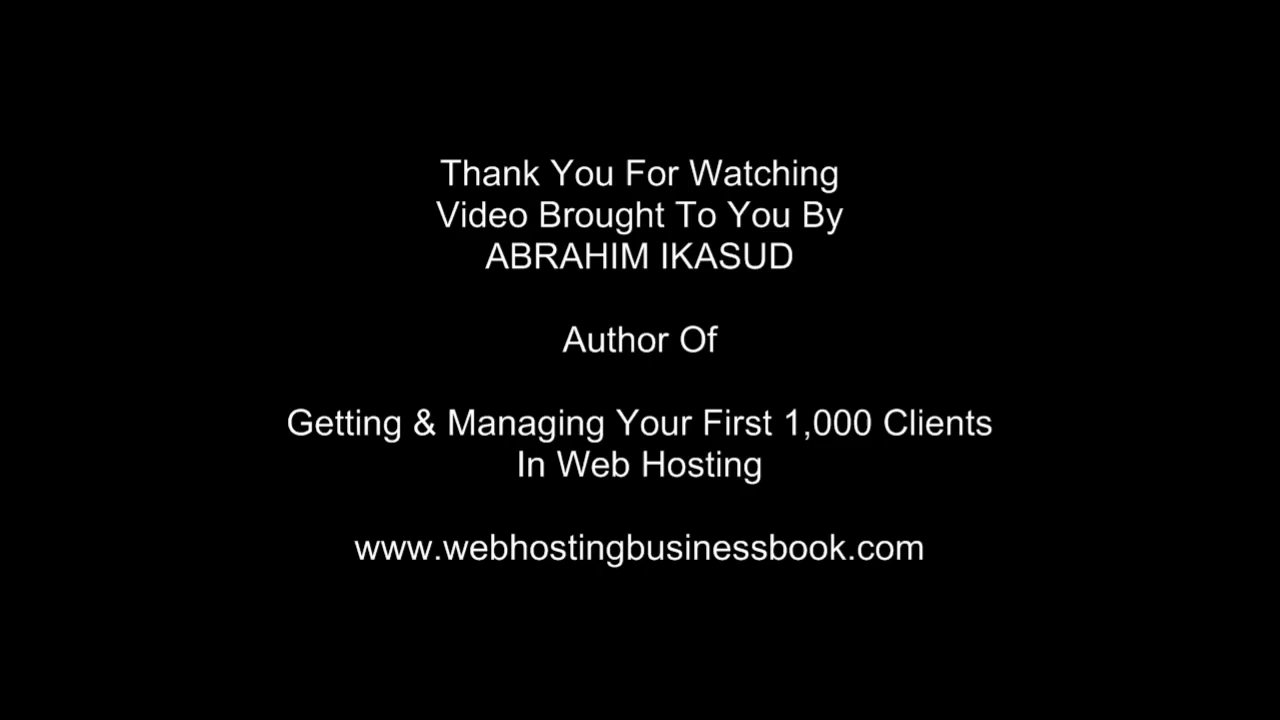 Thank You For Watching
Video Brought To You By
ABRAHIM IKASUD
Author Of
Getting & Managing Your First 1,000 Clients
In Web Hosting
www.webhostingbusinessbook.com